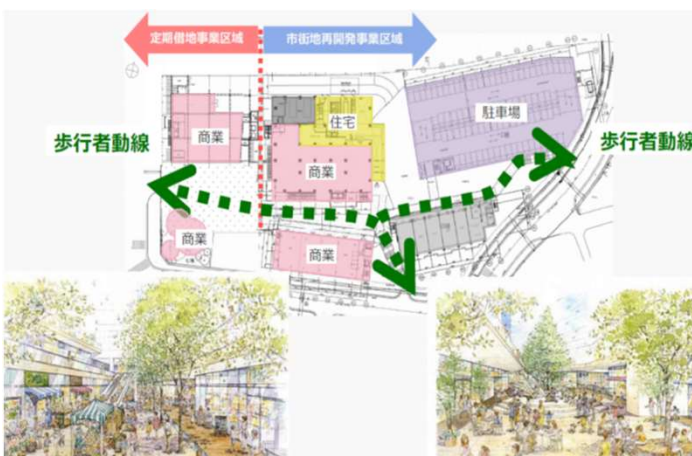 定期借地事業区域
市街地再開発事業区域
住宅
駐車場
歩行者動線
商業
歩行者動線
商業
商業
商業